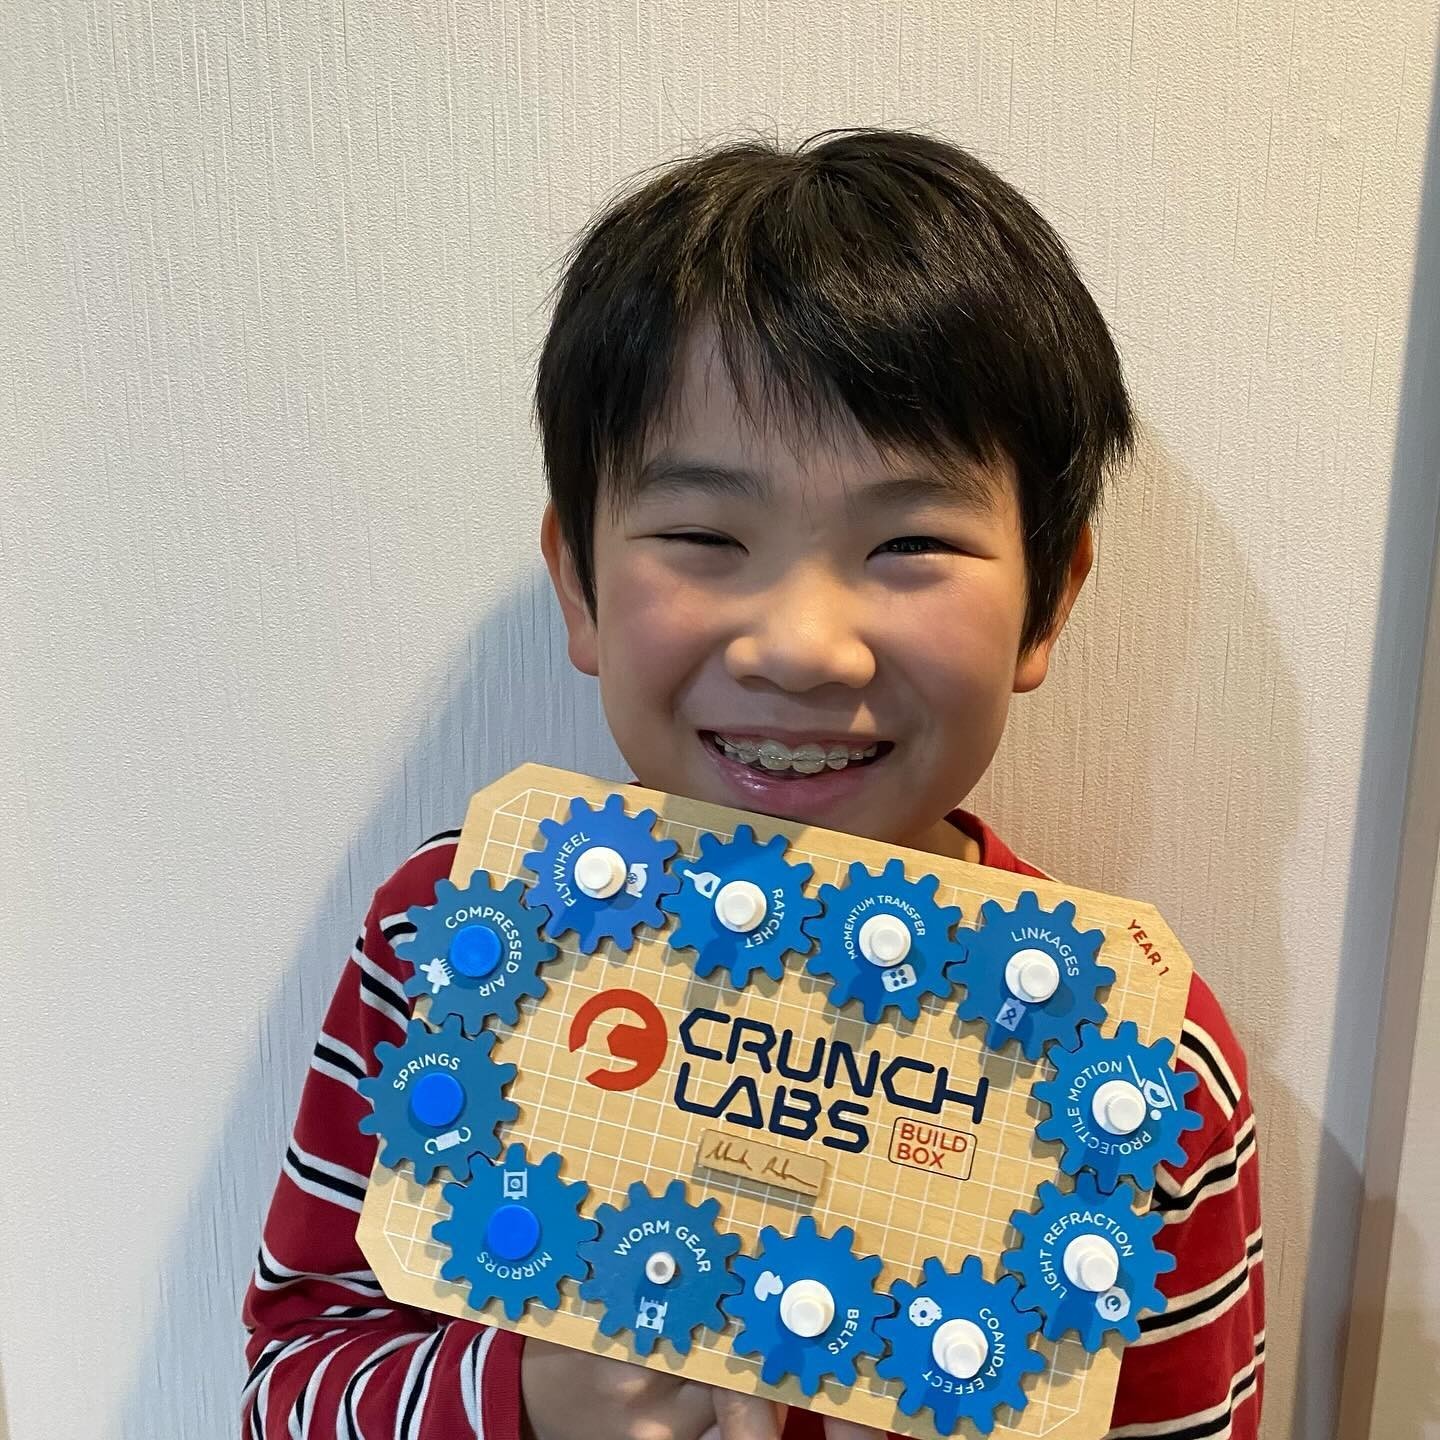 FLYWHEEL
RATCHET
MOMENTUM TRANSFER
LINKAGES
YEAR 1
COMPRESSED AIR
SPRINGS
CRUNCH
LABS
BUILD
BOX
PROJECTILE MOTION
LIGHT REFRACTION
MIRRORS
WORM GEAR
BELTS
COANDA EFFECT